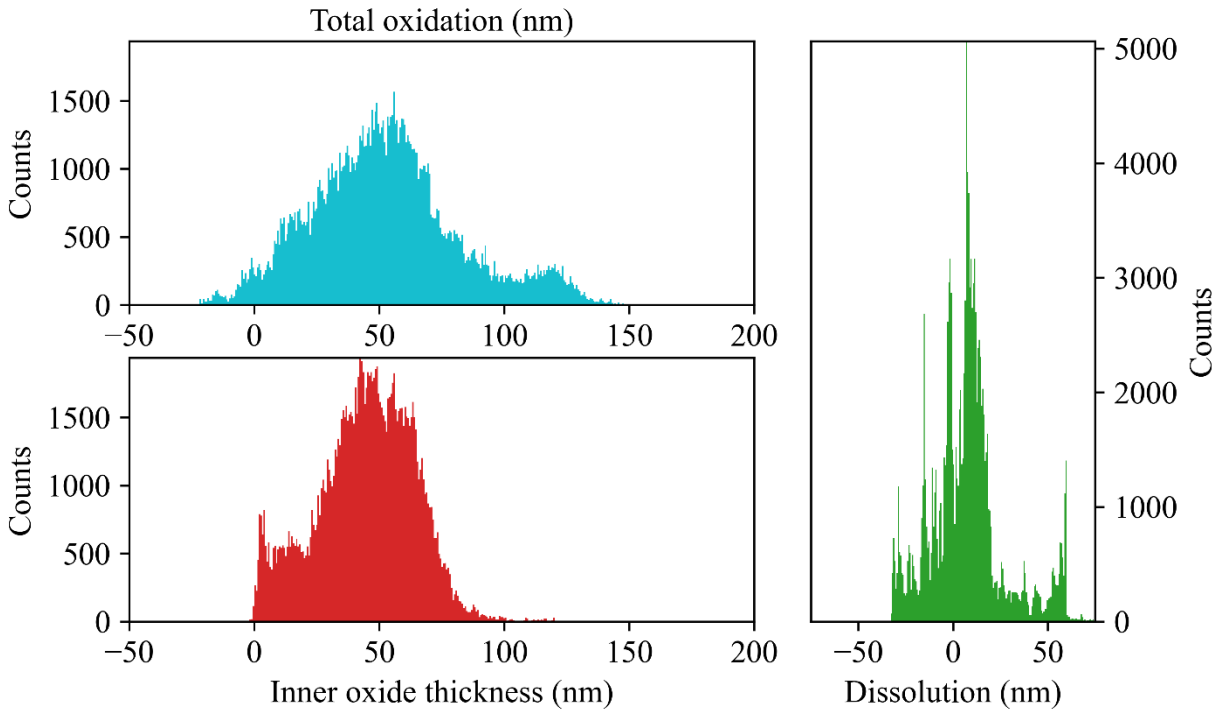 Total oxidation (nm)
Counts
1500
1000
500
0
−50 0 50 100 150 200
Counts
1500
1000
500
0
−50 0 50 100 150 200
Inner oxide thickness (nm)
5000
4000
3000
2000
1000
0
Counts
−50 0 50
Dissolution (nm)